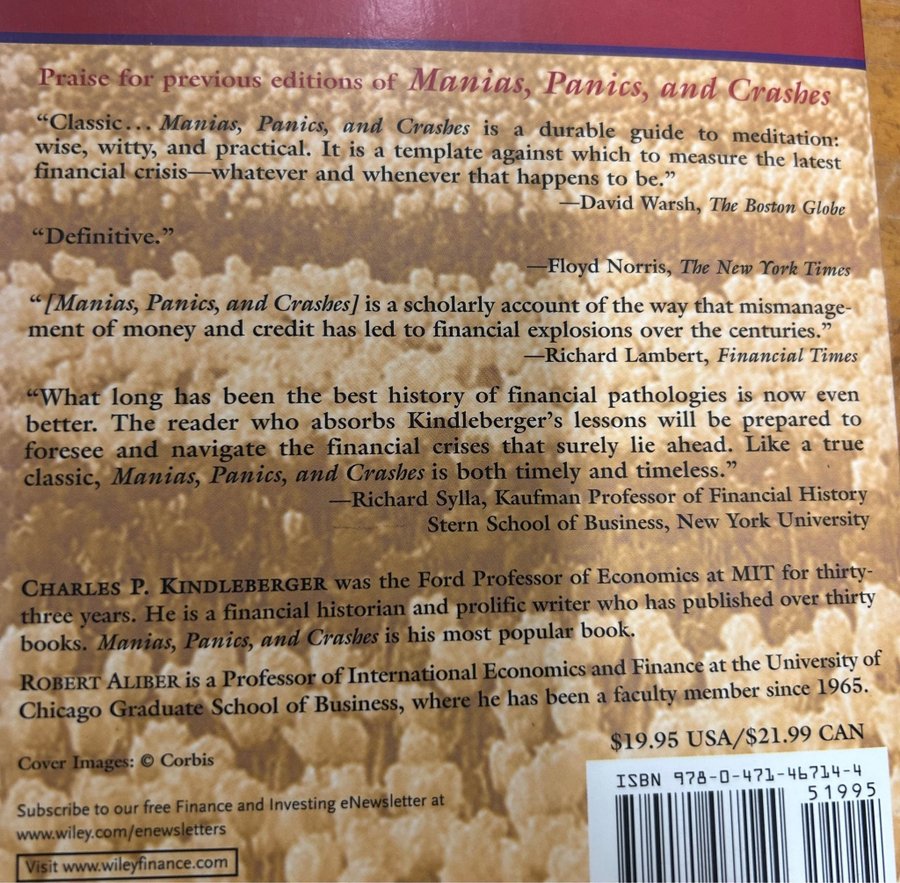 Praise for previous editions of Manias, Panics, and Crashes
“Classic... Manias, Panics, and Crashes is a durable guide to meditation:
wise, witty, and practical. It is a template against which to measure the latest
financial crisis—whatever and whenever that happens to be.”
—David Warsh, The Boston Globe
“Definitive.”
—Floyd Norris, The New York Times
“[Manias, Panics, and Crashes] is a scholarly account of the way that mismanage-
ment of money and credit has led to financial explosions over the centuries.”
—Richard Lambert, Financial Times
“What long has been the best history of financial pathologies is now even
better. The reader who absorbs Kindleberger’s lessons will be prepared to
foresee and navigate the financial crises that surely lie ahead. Like a true
classic, Manias, Panics, and Crashes is both timely and timeless.”
—Richard Sylla, Kaufman Professor of Financial History
Stern School of Business, New York University
CHARLES P. KINDLEBERGER was the Ford Professor of Economics at MIT for thirty-
three years. He is a financial historian and prolific writer who has published over thirty
books. Manias, Panics, and Crashes is his most popular book.
ROBERT ALIBER is a Professor of International Economics and Finance at the University of
Chicago Graduate School of Business, where he has been a faculty member since 1965.
$19.95 USA/$21.99 CAN
Cover Images: © Corbis
ISBN 978-0-471-46714-4
51995
Subscribe to our free Finance and Investing eNewsletter at
www.wiley.com/enewsletters
Visit www.wileyfinance.com